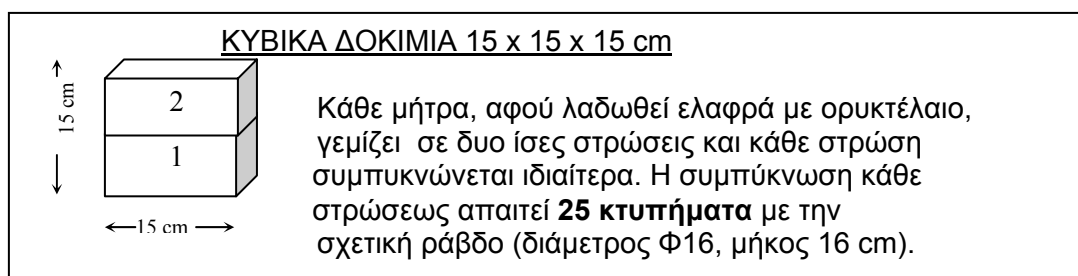 ΚΥΒΙΚΑ ΔΟΚΙΜΙΑ 15 x 15 x 15 cm
15 cm
2
1
15 cm
Κάθε μήτρα, αφού λαδωθεί ελαφρά με ορυκτέλαιο,
γεμίζει σε δυο ίσες στρώσεις και κάθε στρώση
συμπυκνώνεται ιδιαίτερα. Η συμπύκνωση κάθε
στρώσεως απαιτεί 25 κτυπήματα με την
σχετική ράβδο (διάμετρος Φ16, μήκος 16 cm).